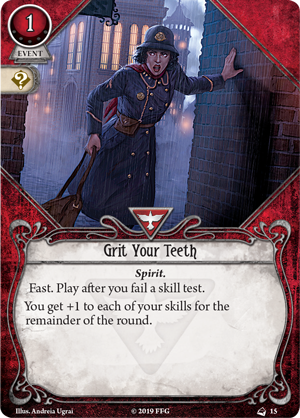 1
EVENT
?
Grit Your Teeth
Spirit.
Fast. Play after you fail a skill test.
You get +1 to each of your skills for the
remainder of the round.
Illus. Andreia Ugrai
© 2019 FFG
15